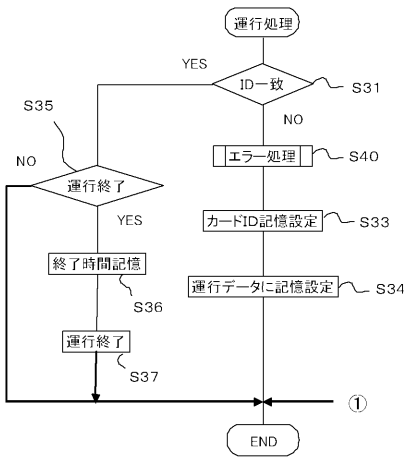 運行処理
YES
ID一致
S31
S35
NO
NO
エラー処理
S40
運行終了
YES
カードID記憶設定
S33
終了時間記憶
S36
運行データに記憶設定
S34
運行終了
S37
①
END